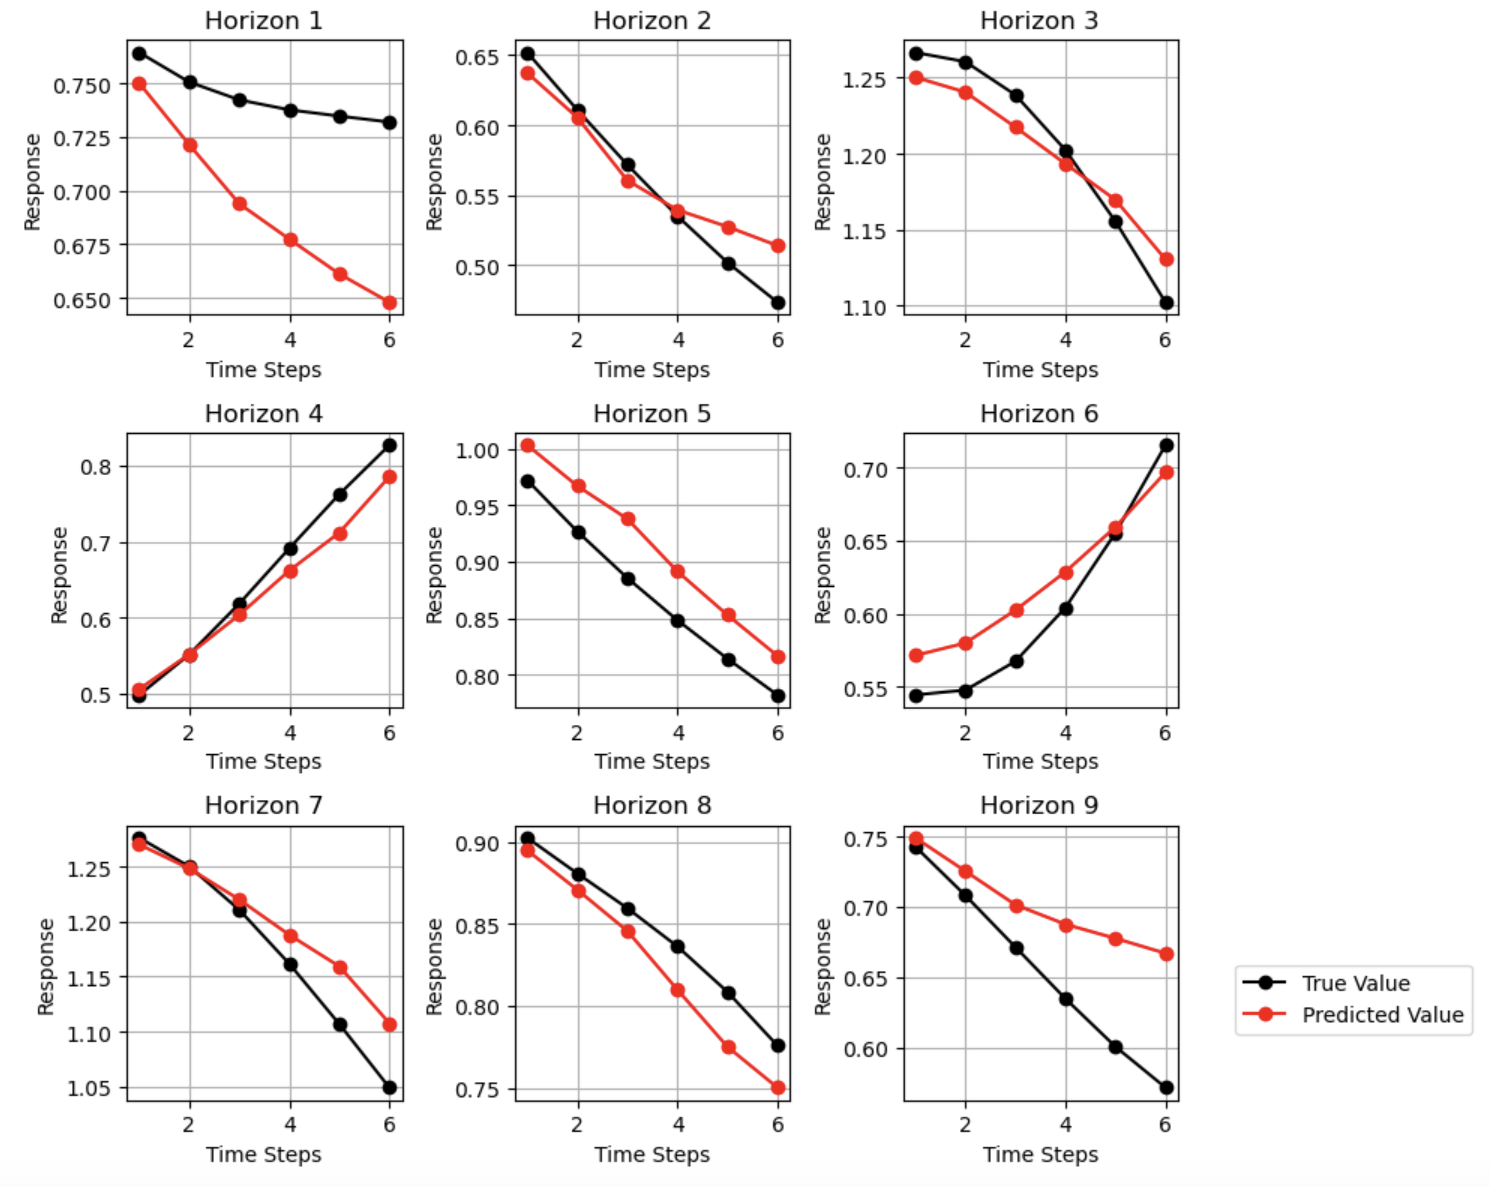 Horizon 1
Response
0.750
0.725
0.700
0.675
0.650
2 4 6
Time Steps
Horizon 2
Response
0.65
0.60
0.55
0.50
2 4 6
Time Steps
Horizon 3
Response
1.25
1.20
1.15
1.10
2 4 6
Time Steps
Horizon 4
Response
0.8
0.7
0.6
0.5
2 4 6
Time Steps
Horizon 5
Response
1.00
0.95
0.90
0.85
0.80
2 4 6
Time Steps
Horizon 6
Response
0.70
0.65
0.60
0.55
2 4 6
Time Steps
Horizon 7
Response
1.25
1.20
1.15
1.10
1.05
2 4 6
Time Steps
Horizon 8
Response
0.90
0.85
0.80
0.75
2 4 6
Time Steps
Horizon 9
Response
0.75
0.70
0.65
0.60
2 4 6
Time Steps
True Value
Predicted Value